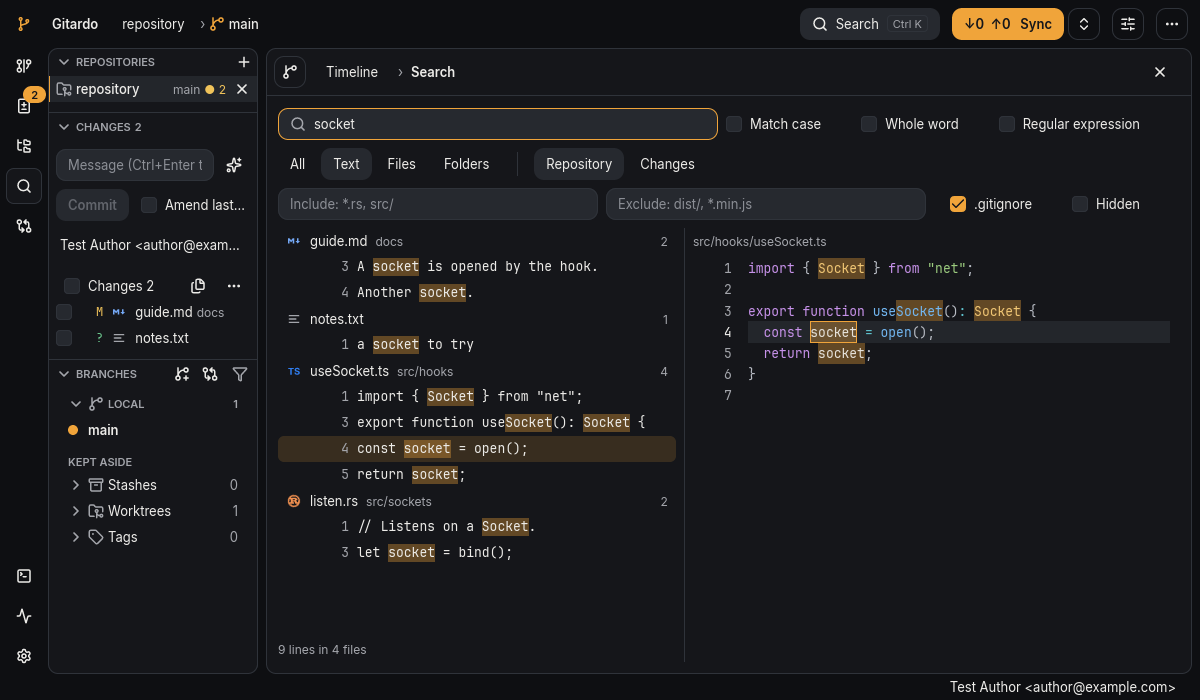 Gitardo repository › main Search Ctrl K ↓0 ↑0 Sync
REPOSITORIES
repository main 2
2
CHANGES 2
Message (Ctrl+Enter t
Commit Amend last...
Test Author <author@exam...
Changes 2
M guide.md docs
? notes.txt
BRANCHES
LOCAL 1
main
KEPT ASIDE
Stashes 0
Worktrees 1
Tags 0
Timeline › Search
socket Match case Whole word Regular expression
All Text Files Folders Repository Changes
Include: *.rs, src/ Exclude: dist/, *.min.js .gitignore Hidden
M↓ guide.md docs 2
3 A socket is opened by the hook.
4 Another socket.
notes.txt 1
1 a socket to try
TS useSocket.ts src/hooks 4
1 import { Socket } from "net";
3 export function useSocket(): Socket {
4 const socket = open();
5 return socket;
listen.rs src/sockets 2
1 // Listens on a Socket.
3 let socket = bind();
9 lines in 4 files
src/hooks/useSocket.ts
1 import { Socket } from "net";
2
3 export function useSocket(): Socket {
4 const socket = open();
5 return socket;
6 }
7
Test Author <author@example.com>